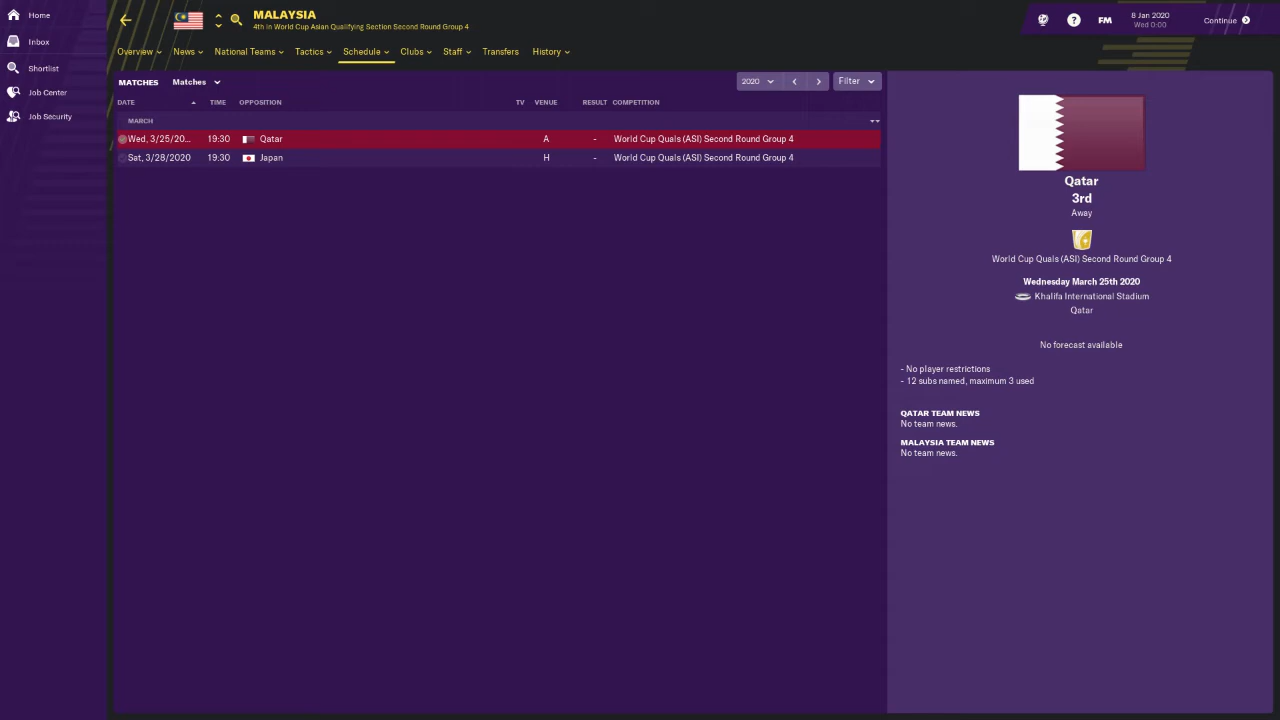 Home
Inbox
Shortlist
Job Center
Job Security
MALAYSIA
4th in World Cup Asian Qualifying Section Second Round Group 4
FM
8 Jan 2020
Wed 0:00
Continue
Overview
News
National Teams
Tactics
Schedule
Clubs
Staff
Transfers
History
MATCHES
Matches
2020
Filter
DATE TIME OPPOSITION TV VENUE RESULT COMPETITION
MARCH
Wed, 3/25/20... 19:30 Qatar A - World Cup Quals (ASI) Second Round Group 4
Sat, 3/28/2020 19:30 Japan H - World Cup Quals (ASI) Second Round Group 4
Qatar
3rd
Away
World Cup Quals (ASI) Second Round Group 4
Wednesday March 25th 2020
Khalifa International Stadium
Qatar
No forecast available
- No player restrictions
- 12 subs named, maximum 3 used
QATAR TEAM NEWS
No team news.
MALAYSIA TEAM NEWS
No team news.